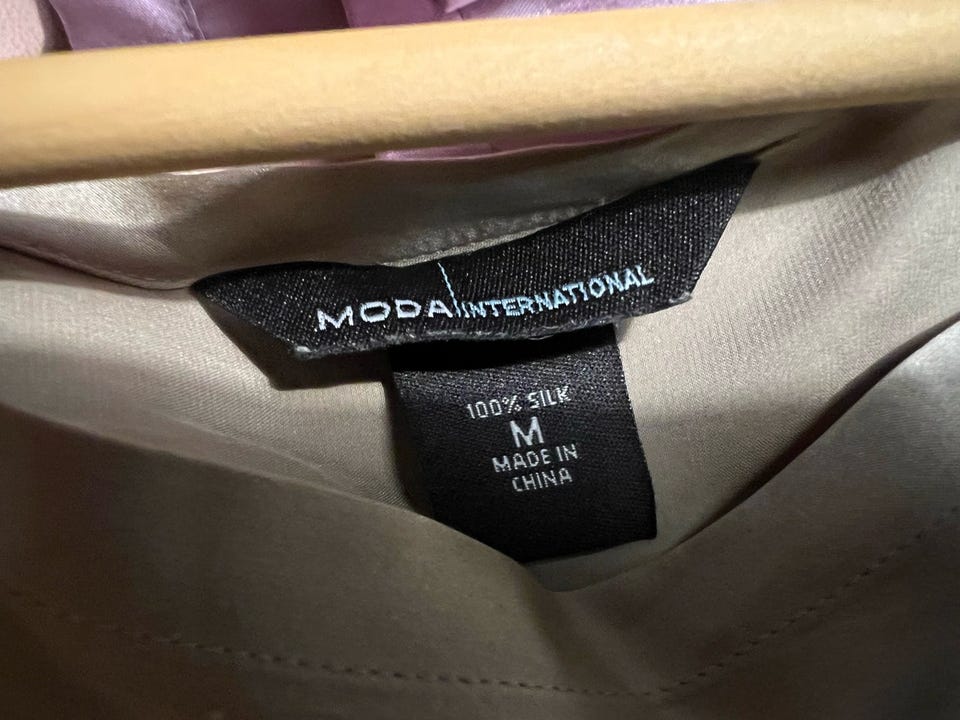 MODA INTERNATIONAL
100% SILK
M
MADE IN
CHINA